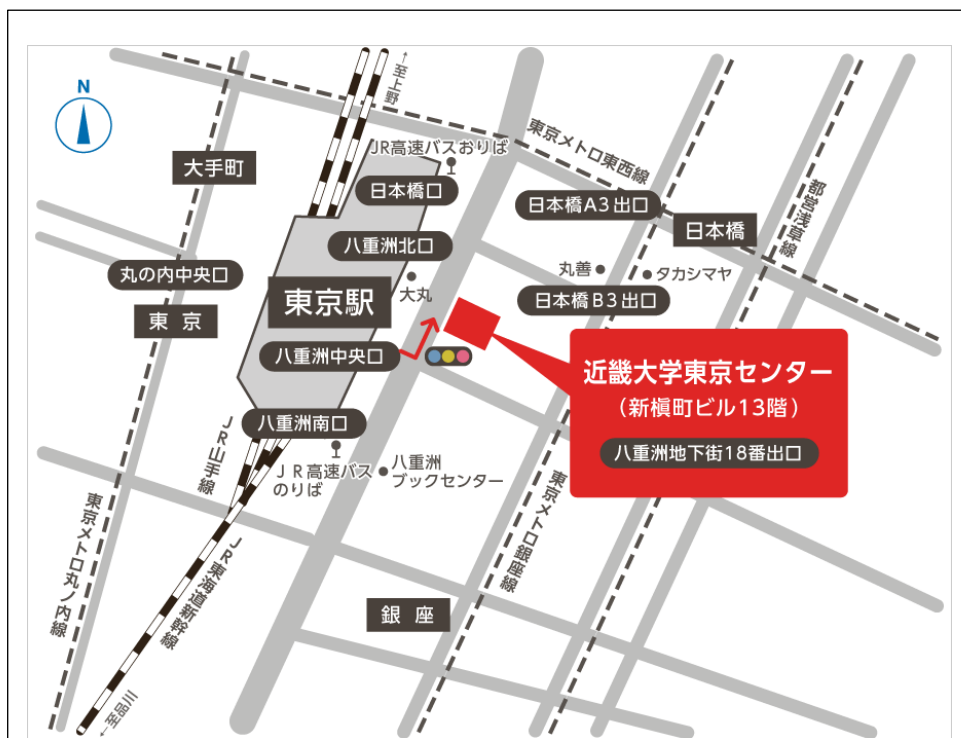 N
←至上野
JR高速バスおりば
大手町
日本橋口
東京メトロ東西線
都営浅草線
日本橋A3出口
日本橋
八重洲北口
丸の内中央口
丸善
タカシマヤ
大丸
日本橋B3出口
東京駅
東 京
八重洲中央口
近畿大学東京センター
（新槇町ビル13階）
八重洲地下街18番出口
八重洲南口
JR山手線
JR高速バス
のりば
八重洲
ブックセンター
東京メトロ丸ノ内線
東京メトロ銀座線
JR東海道新幹線
銀 座
←至品川